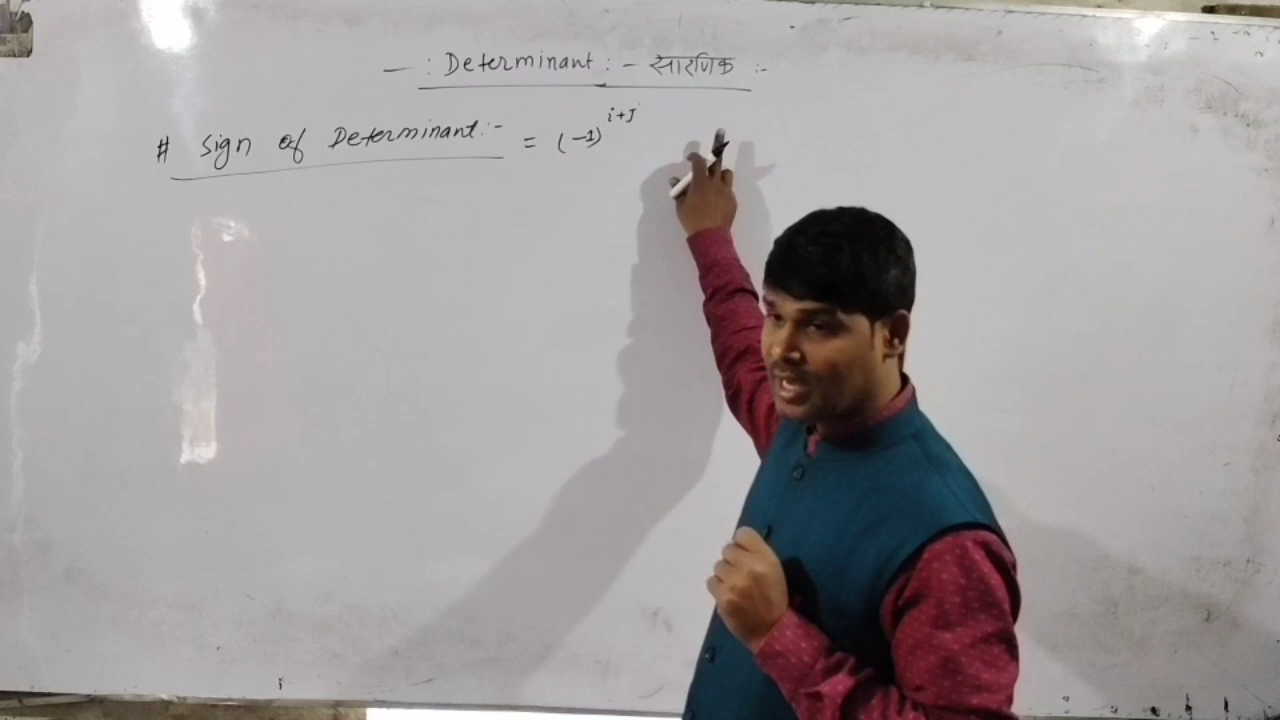 — : Determinant : - सारणिक :-
# Sign of Determinant:- = (-1)^{i+j}